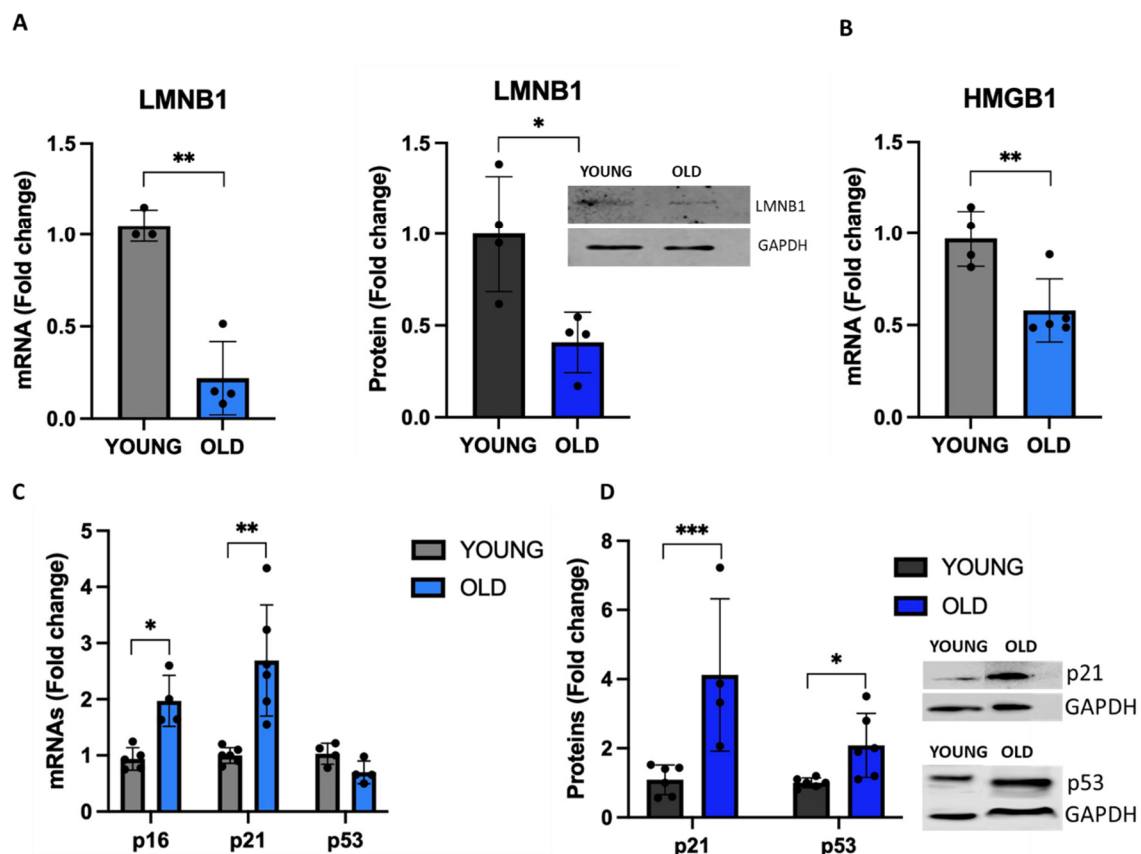 A
B
LMNB1
mRNA (Fold change)
1.5
1.0
0.5
0.0
**
YOUNG OLD
LMNB1
Protein (Fold change)
1.5
1.0
0.5
0.0
*
YOUNG OLD
YOUNG OLD
LMNB1
GAPDH
HMGB1
mRNA (Fold change)
1.5
1.0
0.5
0.0
**
YOUNG OLD
C
mRNAs (Fold change)
5
4
3
2
1
0
*
**
p16 p21 p53
YOUNG
OLD
D
Proteins (Fold change)
8
6
4
2
0
***
*
p21 p53
YOUNG
OLD
YOUNG OLD
p21
GAPDH
YOUNG OLD
p53
GAPDH